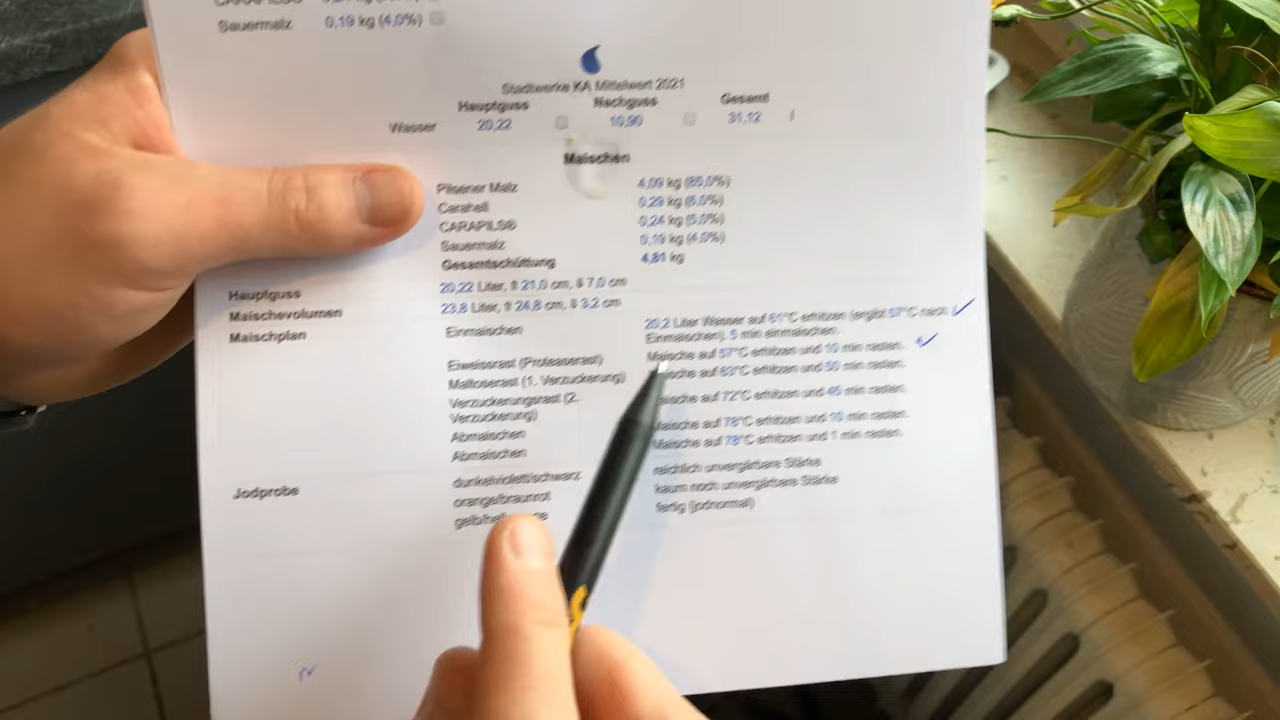 Sauermalz 0,19 kg (4,0%)
Stadtwerke KA Mittelwert 2021
Hauptguss Nachguss Gesamt
Wasser 20,22 10,90 31,12
Maischen
Pilsener Malz 4,09 kg (85,0%)
Carahell 0,29 kg (6,0%)
CARAPILS® 0,24 kg (5,0%)
Sauermalz 0,19 kg (4,0%)
Gesamtschüttung 4,81 kg
Hauptguss 20,22 Liter, ⇑ 21,0 cm, ⇓ 7,0 cm
Maischevolumen 23,8 Liter, ⇑ 24,8 cm, ⇓ 3,2 cm
Maischplan Einmaischen 20,2 Liter Wasser auf 61°C erhitzen (ergibt 57°C nach
Einmaischen). 5 min einmaischen.
Eiweissrast (Proteaserast) Maische auf 57°C erhitzen und 10 min rasten.
Maltoserast (1. Verzuckerung) auf 63°C erhitzen und 50 min rasten.
Verzuckerungsrast (2. Maische auf 72°C erhitzen und 45 min rasten.
Verzuckerung)
Abmaischen Maische auf 78°C erhitzen und 10 min rasten.
Abmaischen Maische auf 78°C erhitzen und 1 min rasten.
Jodprobe dunkelviolett/schwarz reichlich unvergärbare Stärke
orange/braunrot kaum noch unvergärbare Stärke
fertig (jodnormal)